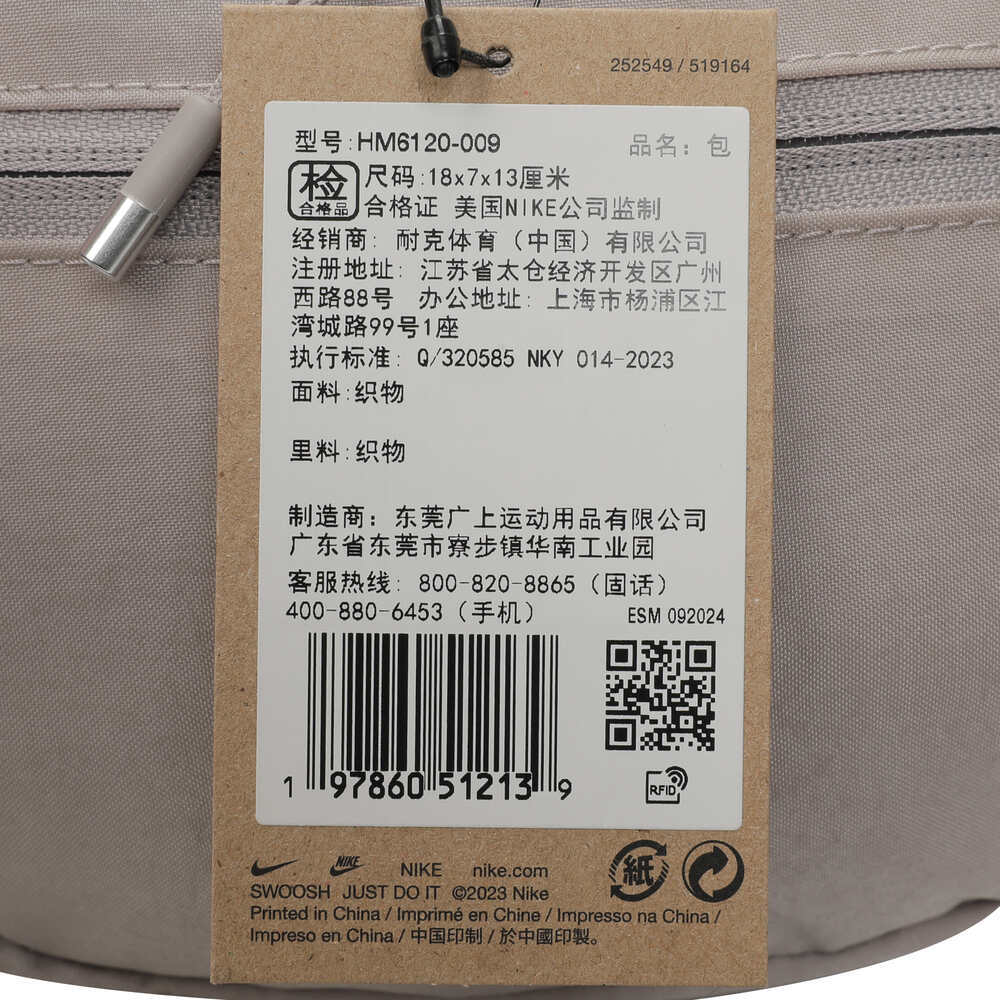 252549 / 519164
型号:HM6120-009 品名: 包
检 合格品
尺码:18x7x13厘米
合格证 美国NIKE公司监制
经销商: 耐克体育（中国）有限公司
注册地址: 江苏省太仓经济开发区广州
西路88号 办公地址: 上海市杨浦区江
湾城路99号1座
执行标准: Q/320585 NKY 014-2023
面料:织物
里料:织物
制造商: 东莞广上运动用品有限公司
广东省东莞市寮步镇华南工业园
客服热线: 800-820-8865（固话）
400-880-6453（手机）
ESM 092024
1 97860 51213 9
RFID
NIKE NIKE nike.com
SWOOSH JUST DO IT ©2023 Nike
Printed in China / Imprimé en Chine / Impresso na China /
Impreso en China / 中国印制 / 於中國印製。
紙